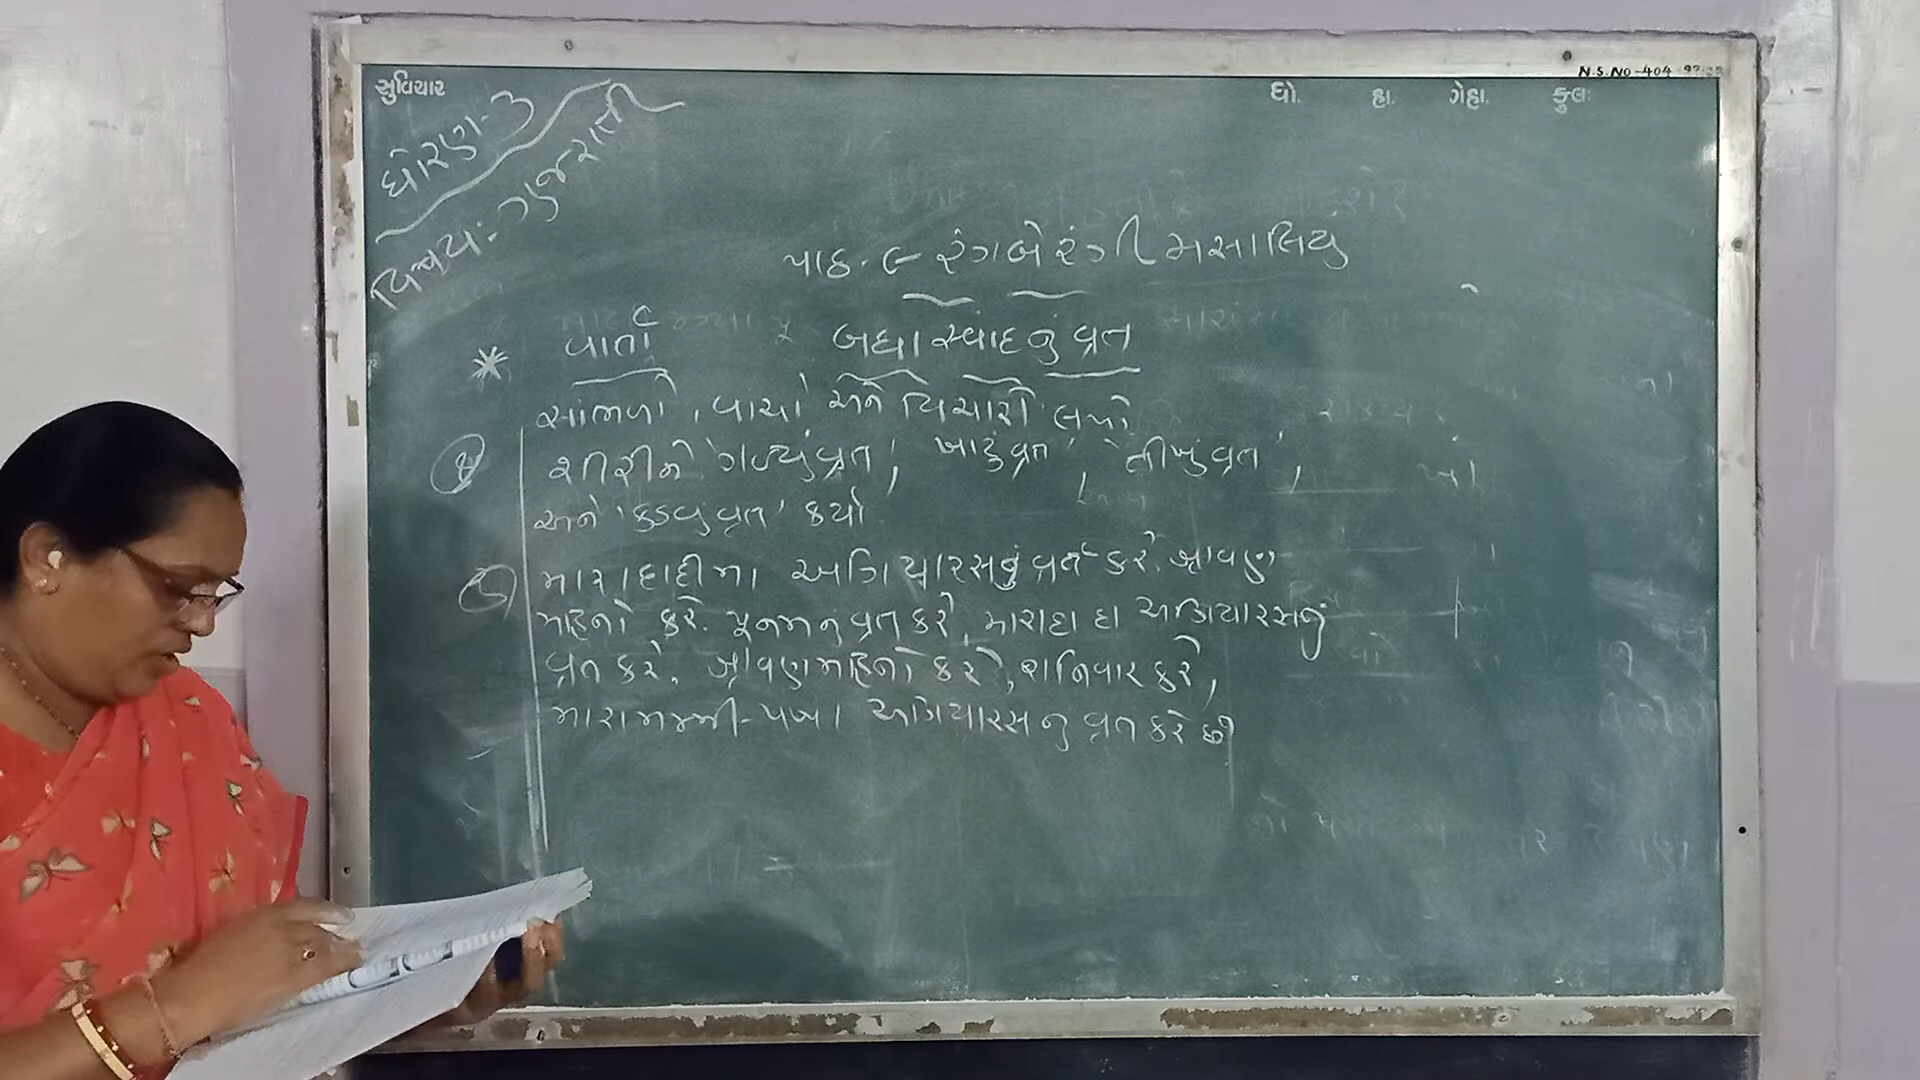 સુવિચાર
N.S.NO-404
ધો. હા. ગેહા. કુલઃ
ધોરણ-૩
વિષયઃ- ગુજરાતી
પાઠ-૯ રંગબેરંગી મસાલિયું
* વાર્તા બધા સ્વાદનું વ્રત
સાંભળો, વાંચો અને વિચારી લખો
શીરીને 'ગળ્યુંવ્રત', 'ખાટુંવ્રત', 'તીખુંવ્રત',
અને 'કડવુંવ્રત' કર્યા
મારા દાદીમા અગિયારસનું વ્રત કરે. શ્રાવણ
મહિનો કરે. પૂનમનું વ્રત કરે, મારા દાદા અગિયારસનું
વ્રત કરે. શ્રાવણ મહિનો કરે, શનિવાર કરે,
મારા મમ્મી-પપ્પા અગિયારસનું વ્રત કરે છે